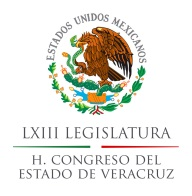 ESTADOS UNIDOS MEXICANOS
LXIII LEGISLATURA
H. CONGRESO DEL
ESTADO DE VERACRUZ